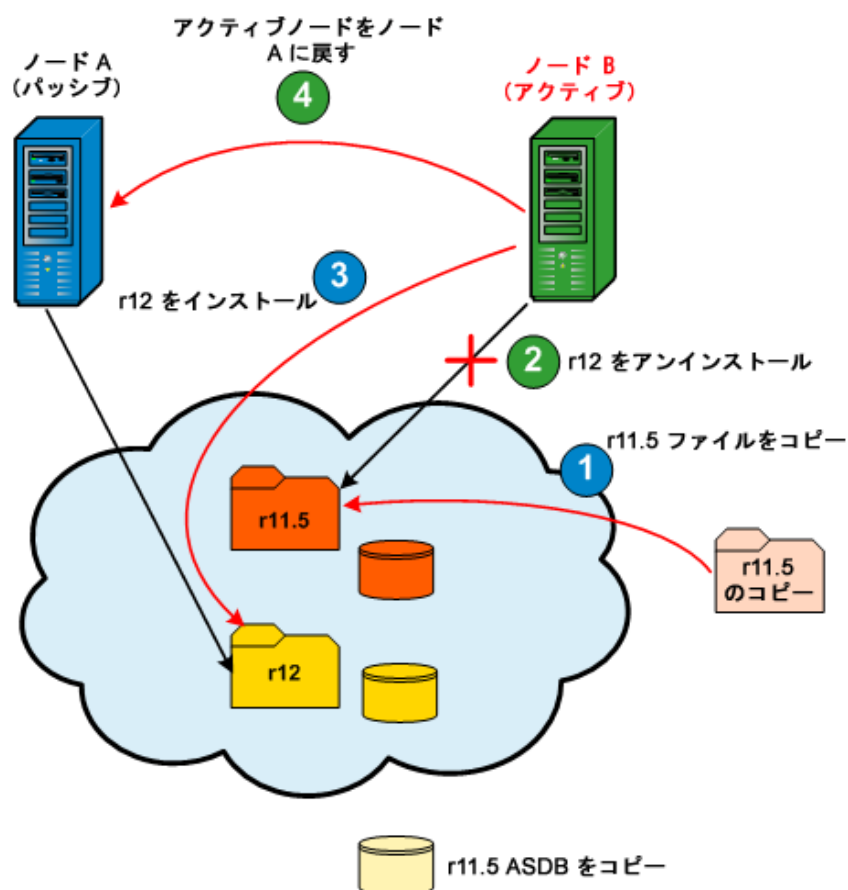 アクティブノードをノード
A に戻す
4
ノード A
(パッシブ)
ノード B
(アクティブ)
3
r12 をインストール
2
r12 をアンインストール
r11.5 ファイルをコピー
1
r11.5
r11.5
のコピー
r12
r11.5 ASDB をコピー